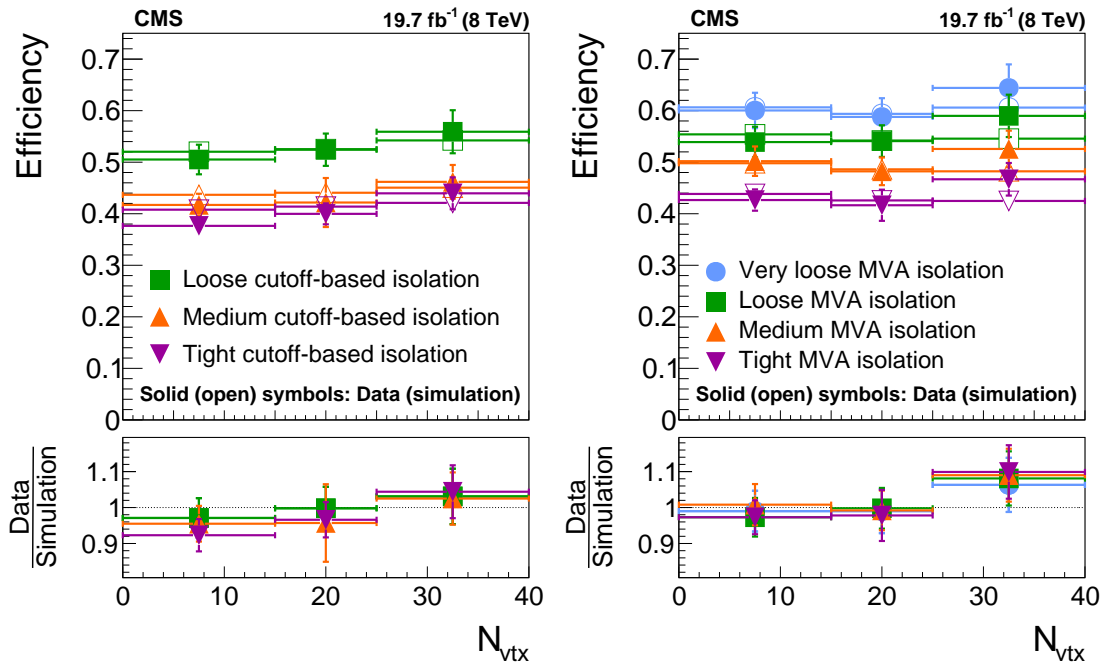 CMS
19.7 fb⁻¹ (8 TeV)
Efficiency
0.7
0.6
0.5
0.4
0.3
0.2
0.1
0
Loose cutoff-based isolation
Medium cutoff-based isolation
Tight cutoff-based isolation
Solid (open) symbols: Data (simulation)
Data
Simulation
1.1
1
0.9
0
10
20
30
40
N_vtx
CMS
19.7 fb⁻¹ (8 TeV)
Efficiency
0.7
0.6
0.5
0.4
0.3
0.2
0.1
0
Very loose MVA isolation
Loose MVA isolation
Medium MVA isolation
Tight MVA isolation
Solid (open) symbols: Data (simulation)
Data
Simulation
1.1
1
0.9
0
10
20
30
40
N_vtx